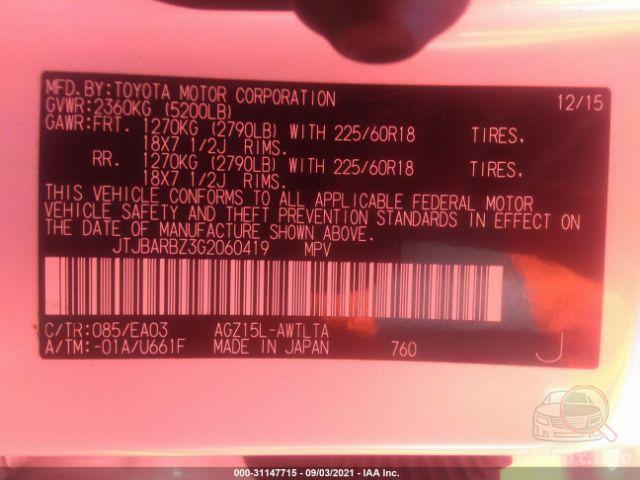 MFD.BY:TOYOTA MOTOR CORPORATION 12/15
GVWR:2360KG (5200LB)
GAWR:FRT. 1270KG (2790LB) WITH 225/60R18 TIRES.
18X7 1/2J RIMS.
RR. 1270KG (2790LB) WITH 225/60R18 TIRES.
18X7 1/2J RIMS.
THIS VEHICLE CONFORMS TO ALL APPLICABLE FEDERAL MOTOR
VEHICLE SAFETY AND THEFT PREVENTION STANDARDS IN EFFECT ON
THE DATE OF MANUFACTURE SHOWN ABOVE.
JTJBARBZ3G2060419 MPV
C/TR:085/EA03 AGZ15L-AWTLTA
A/TM:-01A/U661F MADE IN JAPAN 760 J
000-31147715 - 09/03/2021 - IAA Inc.